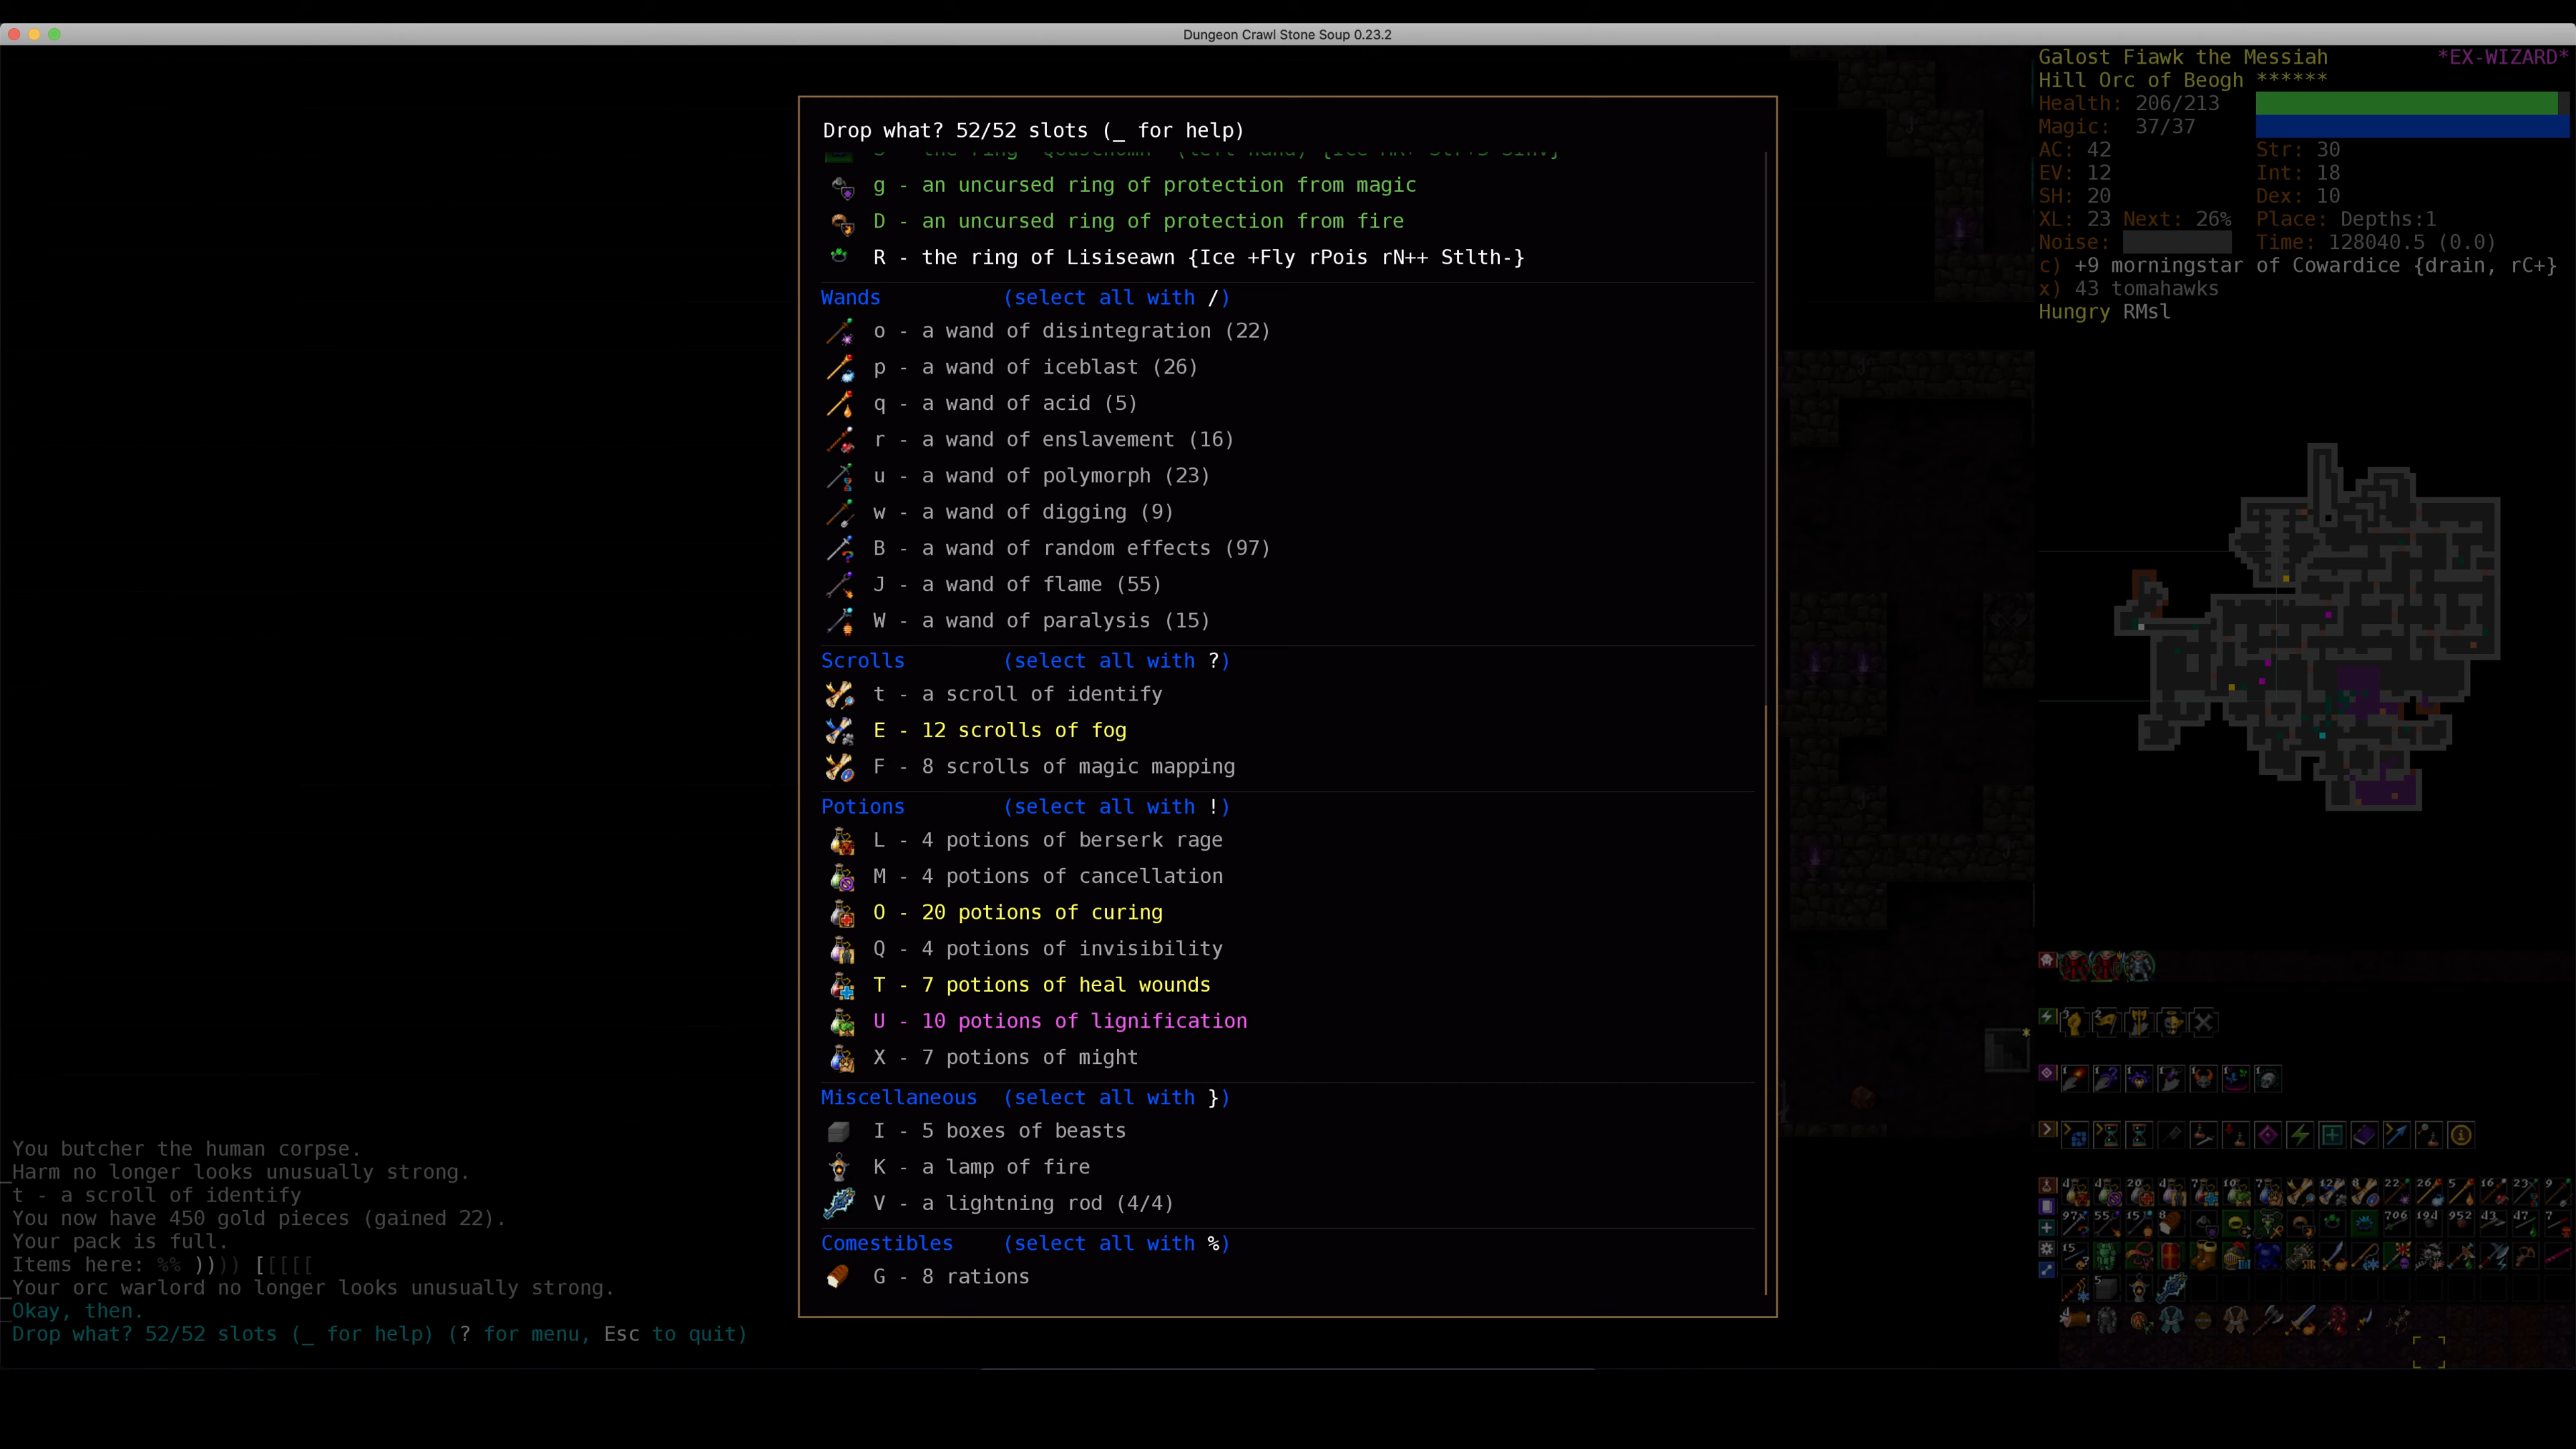 Dungeon Crawl Stone Soup 0.23.2
Galost Fiawk the Messiah *EX-WIZARD*
Hill Orc of Beogh ******
Health: 206/213
Magic: 37/37
AC: 42 Str: 30
EV: 12 Int: 18
SH: 20 Dex: 10
XL: 23 Next: 26% Place: Depths:1
Noise: Time: 128040.5 (0.0)
c) +9 morningstar of Cowardice {drain, rC+}
x) 43 tomahawks
Hungry RMsl
Drop what? 52/52 slots (_ for help)
g - an uncursed ring of protection from magic
D - an uncursed ring of protection from fire
R - the ring of Lisiseawn {Ice +Fly rPois rN++ Stlth-}
Wands (select all with /)
o - a wand of disintegration (22)
p - a wand of iceblast (26)
q - a wand of acid (5)
r - a wand of enslavement (16)
u - a wand of polymorph (23)
w - a wand of digging (9)
B - a wand of random effects (97)
J - a wand of flame (55)
W - a wand of paralysis (15)
Scrolls (select all with ?)
t - a scroll of identify
E - 12 scrolls of fog
F - 8 scrolls of magic mapping
Potions (select all with !)
L - 4 potions of berserk rage
M - 4 potions of cancellation
O - 20 potions of curing
Q - 4 potions of invisibility
T - 7 potions of heal wounds
U - 10 potions of lignification
X - 7 potions of might
Miscellaneous (select all with })
I - 5 boxes of beasts
K - a lamp of fire
V - a lightning rod (4/4)
Comestibles (select all with %)
G - 8 rations
You butcher the human corpse.
_Harm no longer looks unusually strong.
t - a scroll of identify
You now have 450 gold pieces (gained 22).
Your pack is full.
Items here: %% )))) [[[[[
_Your orc warlord no longer looks unusually strong.
_Okay, then.
Drop what? 52/52 slots (_ for help) (? for menu, Esc to quit)